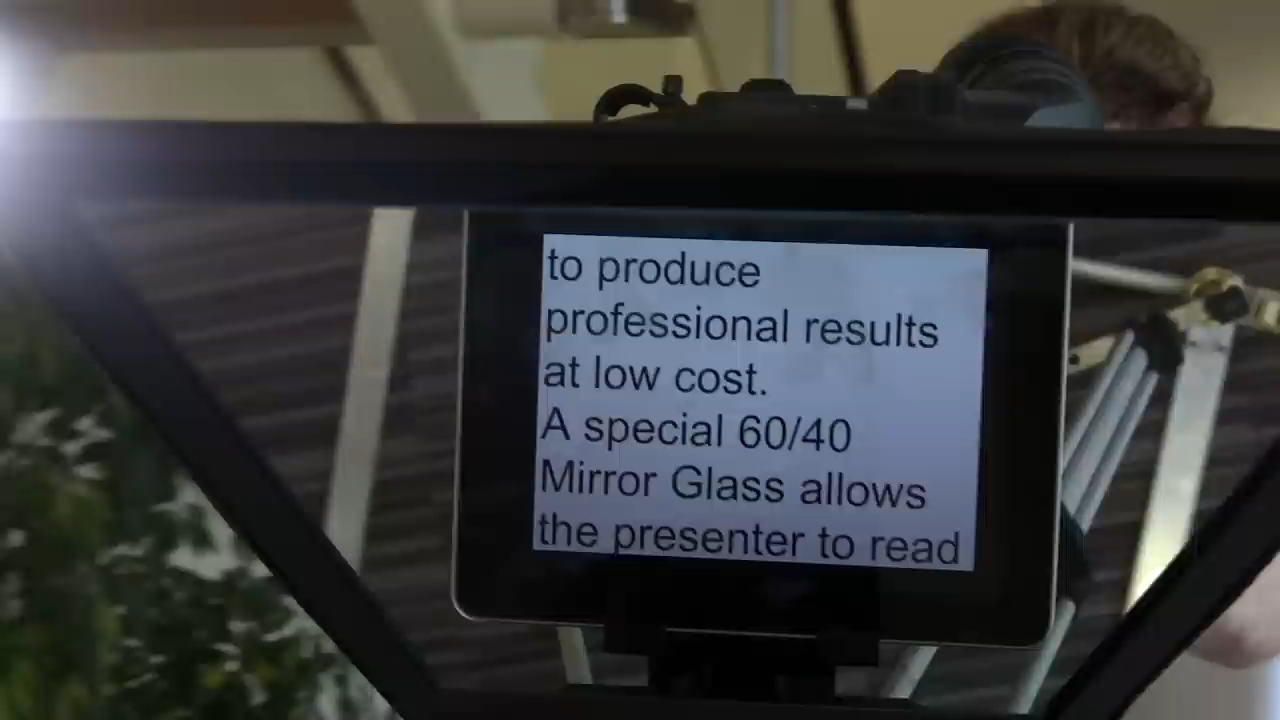 to produce
professional results
at low cost.
A special 60/40
Mirror Glass allows
the presenter to read